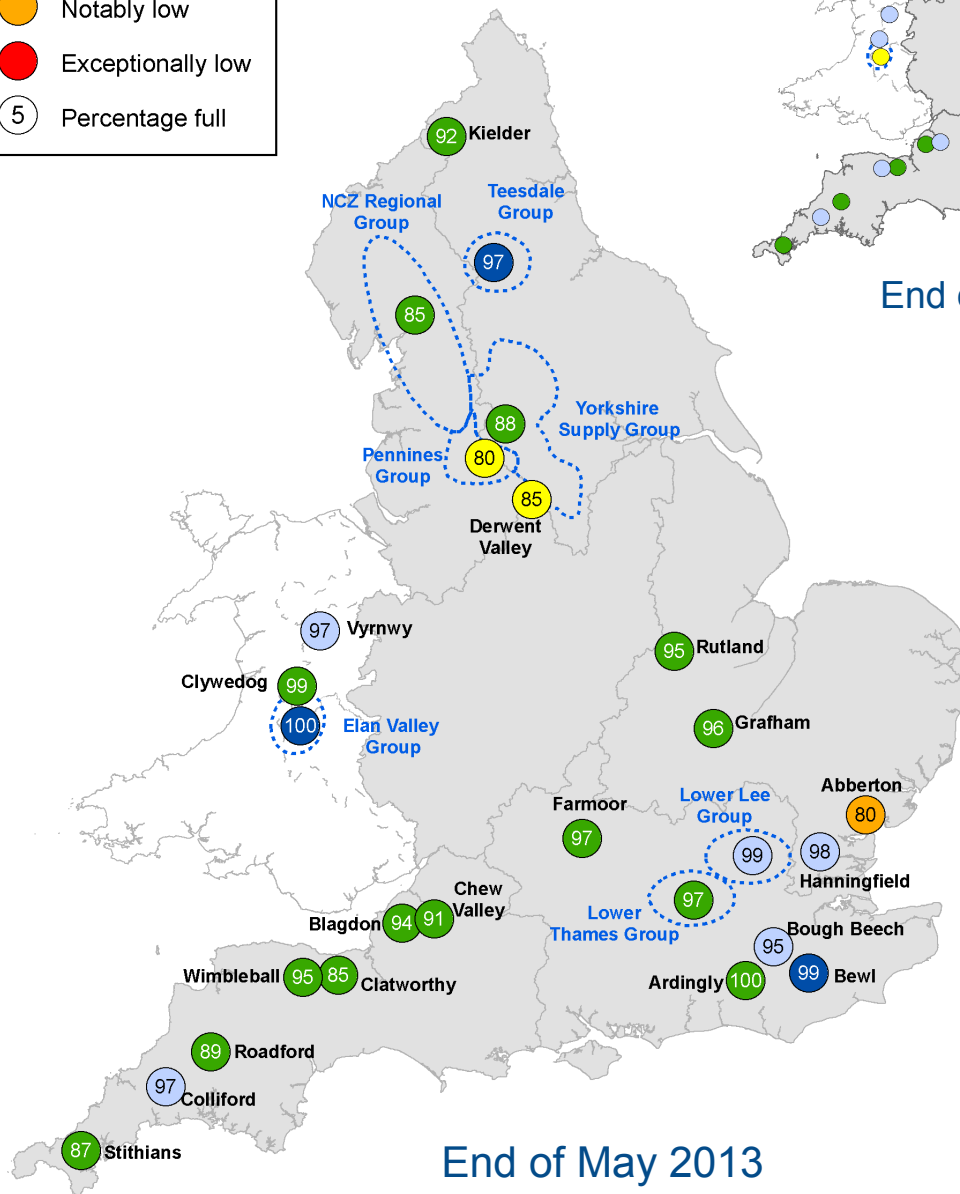 Notably low
Exceptionally low
5 Percentage full
92 Kielder
NCZ Regional
Group
Teesdale
Group
97
85
88
Yorkshire
Supply Group
Pennines
Group
80
85
Derwent
Valley
97 Vyrnwy
Clywedog 99
100 Elan Valley
Group
95 Rutland
96 Grafham
Farmoor
97
Lower Lee
Group
99
Abberton
80
98
Hanningfield
97
Lower
Thames Group
Chew
Valley
Blagdon 94 91
Bough Beech
95
Ardingly 100
99 Bewl
Wimbleball 95 85 Clatworthy
89 Roadford
97 Colliford
87 Stithians
End of May 2013
End